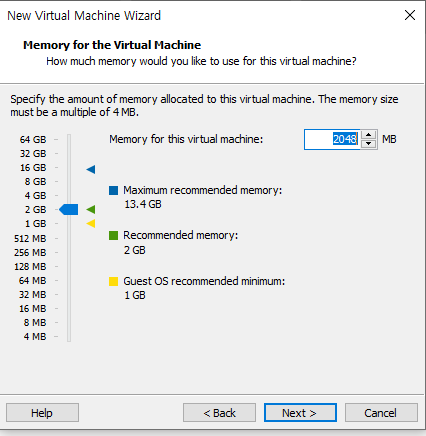 New Virtual Machine Wizard
Memory for the Virtual Machine
How much memory would you like to use for this virtual machine?
Specify the amount of memory allocated to this virtual machine. The memory size
must be a multiple of 4 MB.
Memory for this virtual machine: 2048 MB
64 GB
32 GB
16 GB
8 GB
4 GB
2 GB
1 GB
512 MB
256 MB
128 MB
64 MB
32 MB
16 MB
8 MB
4 MB
Maximum recommended memory:
13.4 GB
Recommended memory:
2 GB
Guest OS recommended minimum:
1 GB
Help
< Back
Next >
Cancel